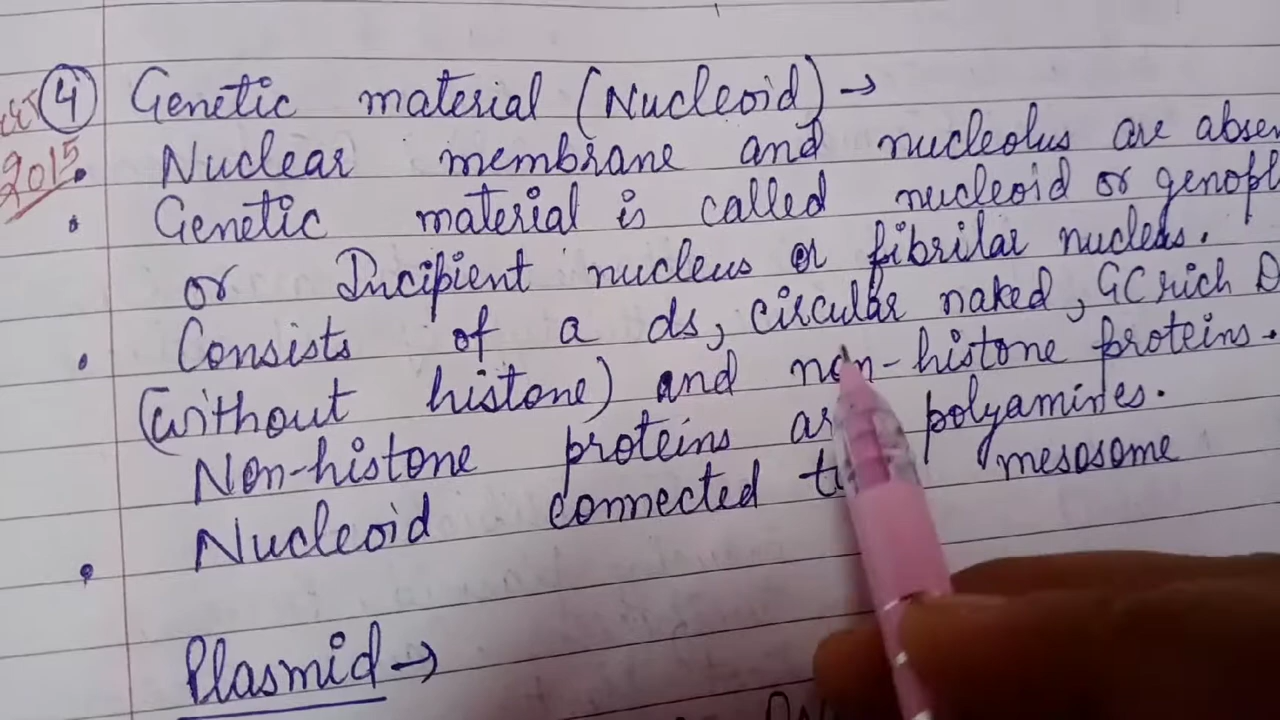 ④ Genetic material (Nucleoid) →
2015
• Nuclear membrane and nucleolus are absen
• Genetic material is called nucleoid or genopl
or Incipient nucleus or fibrilar nucleus.
• Consists of a ds, circular naked, GC rich D
(without histone) and non-histone proteins.
Non-histone proteins as polyamines.
• Nucleoid connected to mesosome
Plasmid →